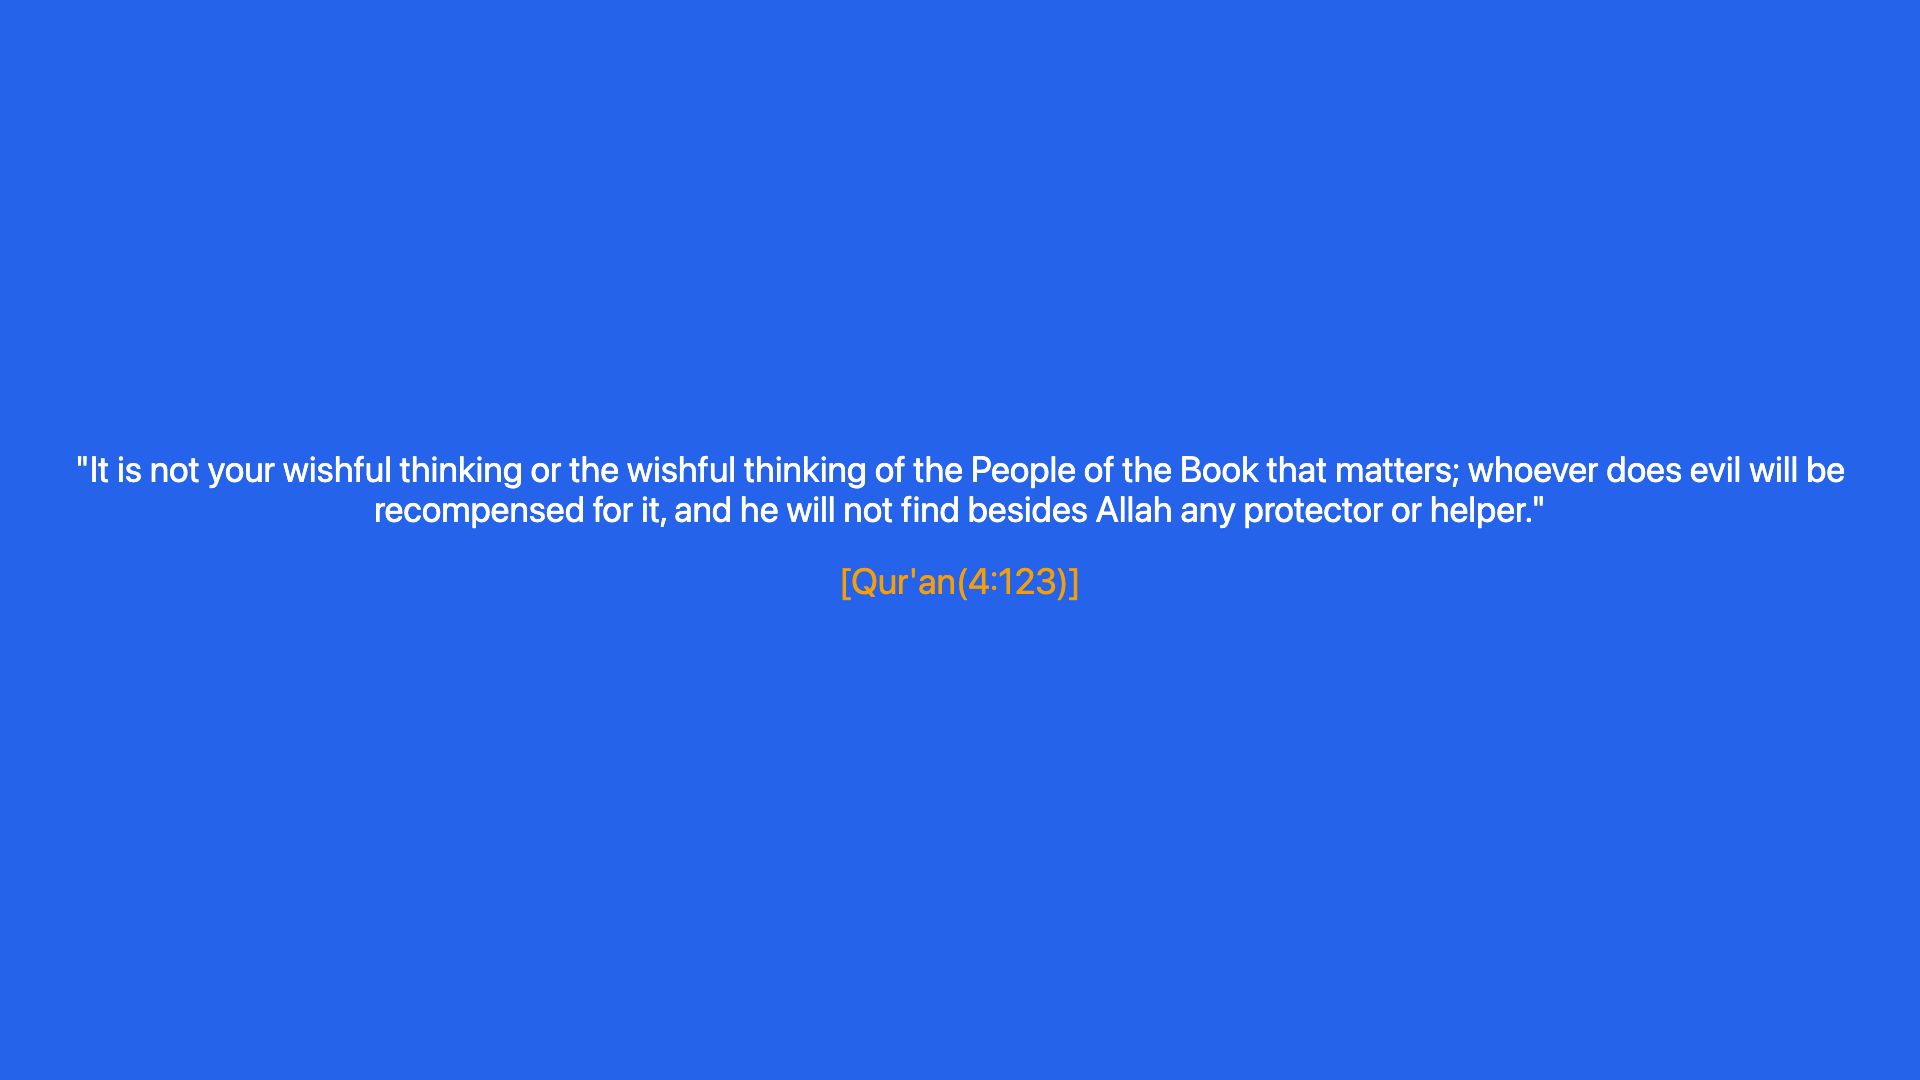 "It is not your wishful thinking or the wishful thinking of the People of the Book that matters; whoever does evil will be
recompensed for it, and he will not find besides Allah any protector or helper."
[Qur'an(4:123)]